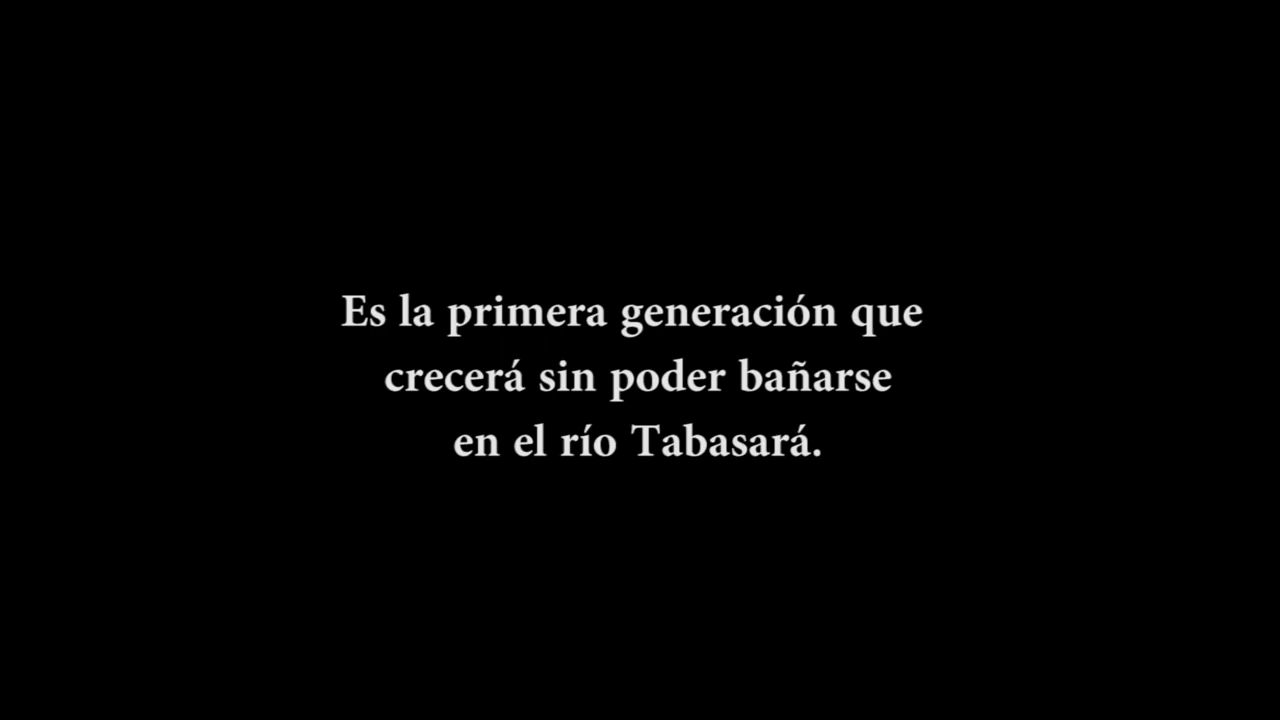 Es la primera generación que
crecerá sin poder bañarse
en el río Tabasará.